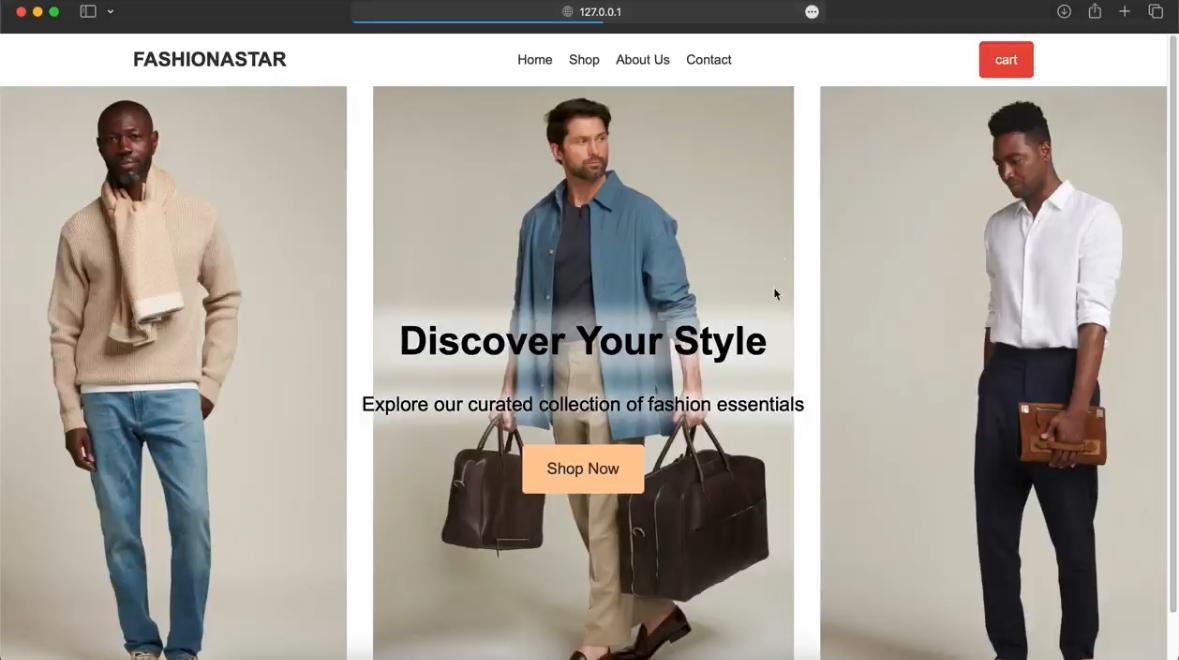 127.0.0.1
FASHIONASTAR
Home Shop About Us Contact
cart
Discover Your Style
Explore our curated collection of fashion essentials
Shop Now